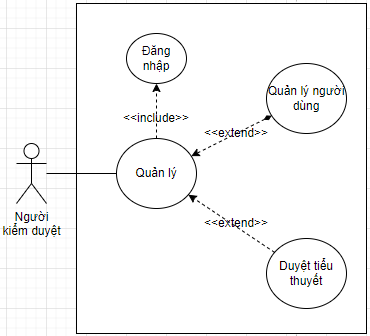 Đăng
nhập
Quản lý người
dùng
<<include>>
<<extend>>
Quản lý
Người
kiểm duyệt
<<extend>>
Duyệt tiểu
thuyết